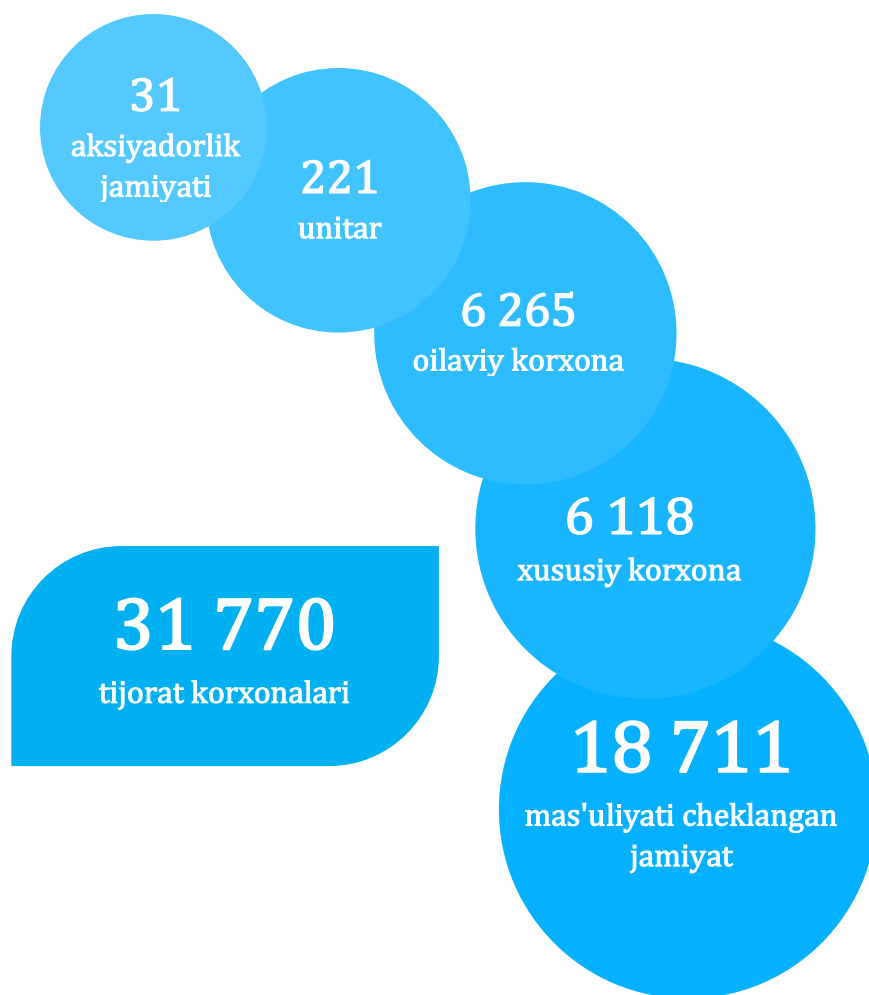 31
aksiyadorlik
jamiyati
221
unitar
6 265
oilaviy korxona
6 118
xususiy korxona
31 770
tijorat korxonalari
18 711
mas'uliyati cheklangan
jamiyat